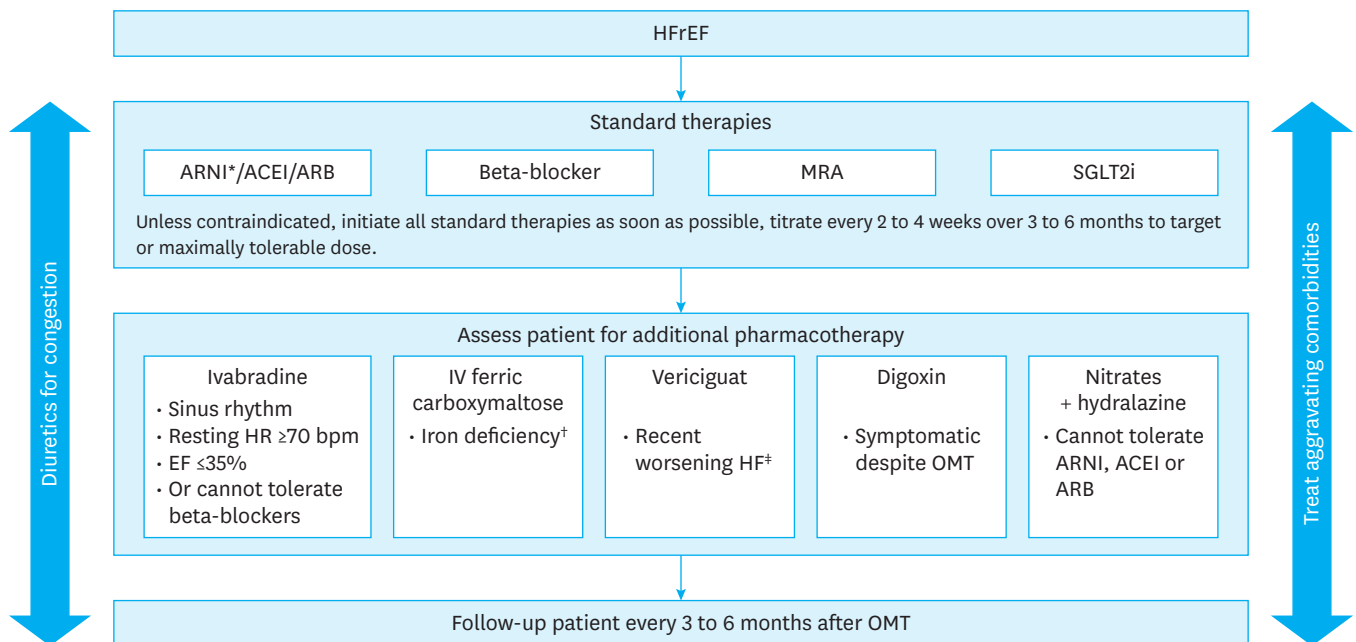 HFrEF
Diuretics for congestion
Treat aggravating comorbidities
Standard therapies
ARNI*/ACEI/ARB
Beta-blocker
MRA
SGLT2i
Unless contraindicated, initiate all standard therapies as soon as possible, titrate every 2 to 4 weeks over 3 to 6 months to target
or maximally tolerable dose.
Assess patient for additional pharmacotherapy
Ivabradine
· Sinus rhythm
· Resting HR ≥70 bpm
· EF ≤35%
· Or cannot tolerate
beta-blockers
IV ferric
carboxymaltose
· Iron deficiency†
Vericiguat
· Recent
worsening HF‡
Digoxin
· Symptomatic
despite OMT
Nitrates
+ hydralazine
· Cannot tolerate
ARNI, ACEI or
ARB
Follow-up patient every 3 to 6 months after OMT